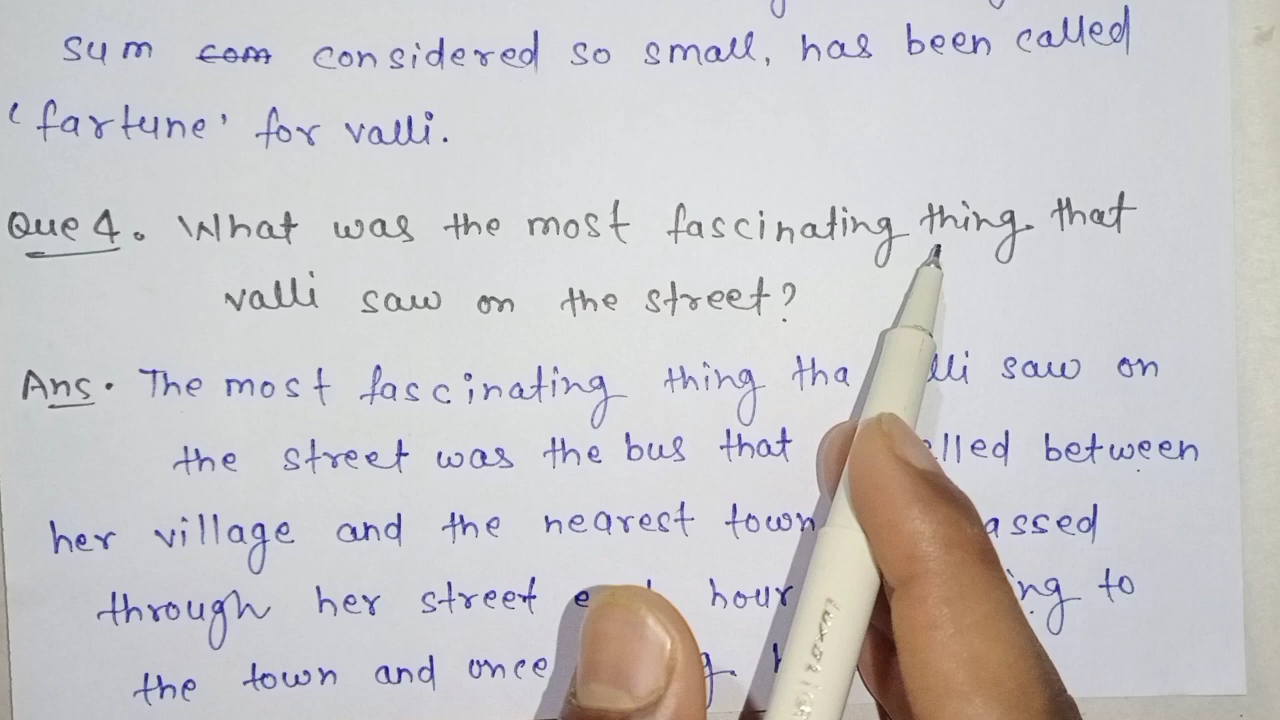 sum com considered so small, has been called
'fartune' for valli.
Que 4. What was the most fascinating thing that
valli saw on the street?
Ans. The most fascinating thing tha lli saw on
the street was the bus that elled between
her village and the nearest town assed
through her street hour ing to
the town and once